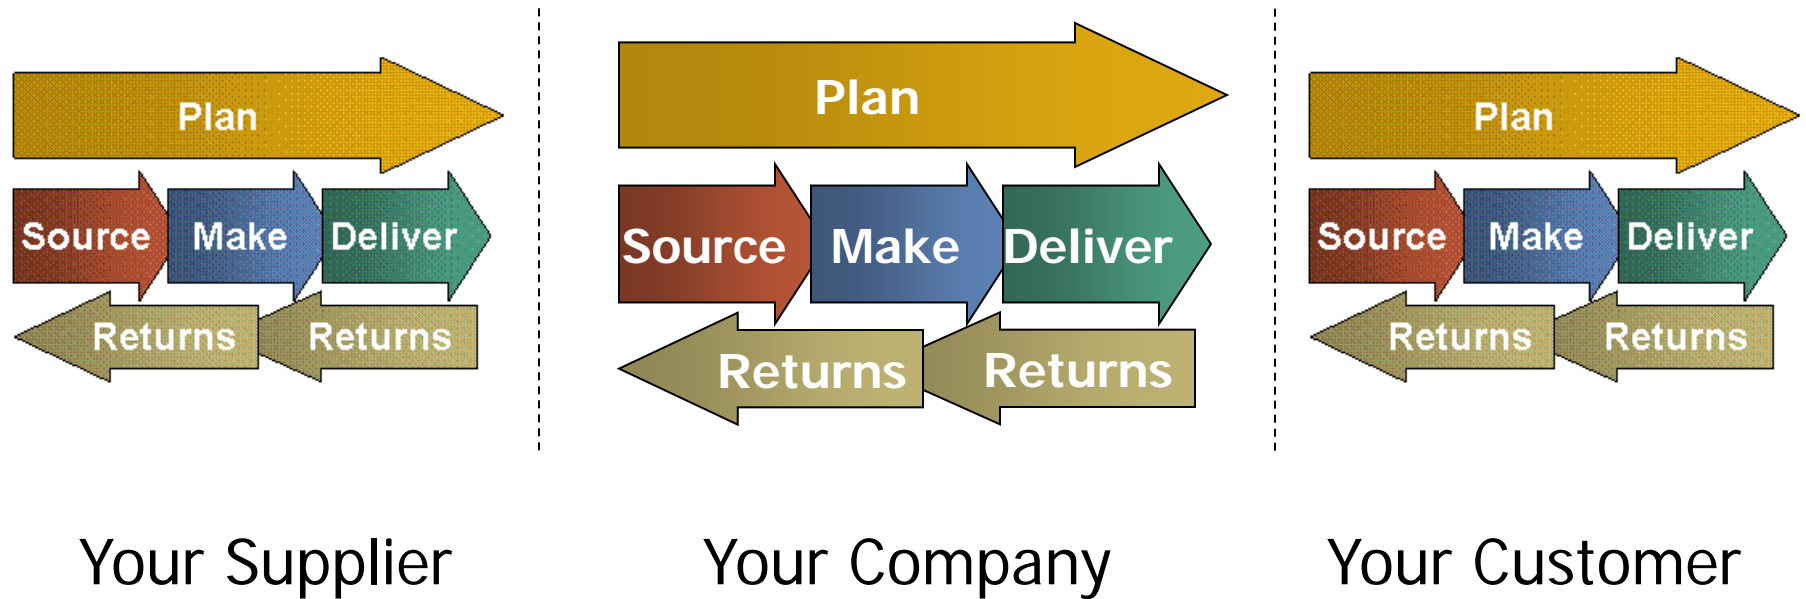 Plan
Source Make Deliver
Returns Returns
Your Supplier
Plan
Source Make Deliver
Returns Returns
Your Company
Plan
Source Make Deliver
Returns Returns
Your Customer